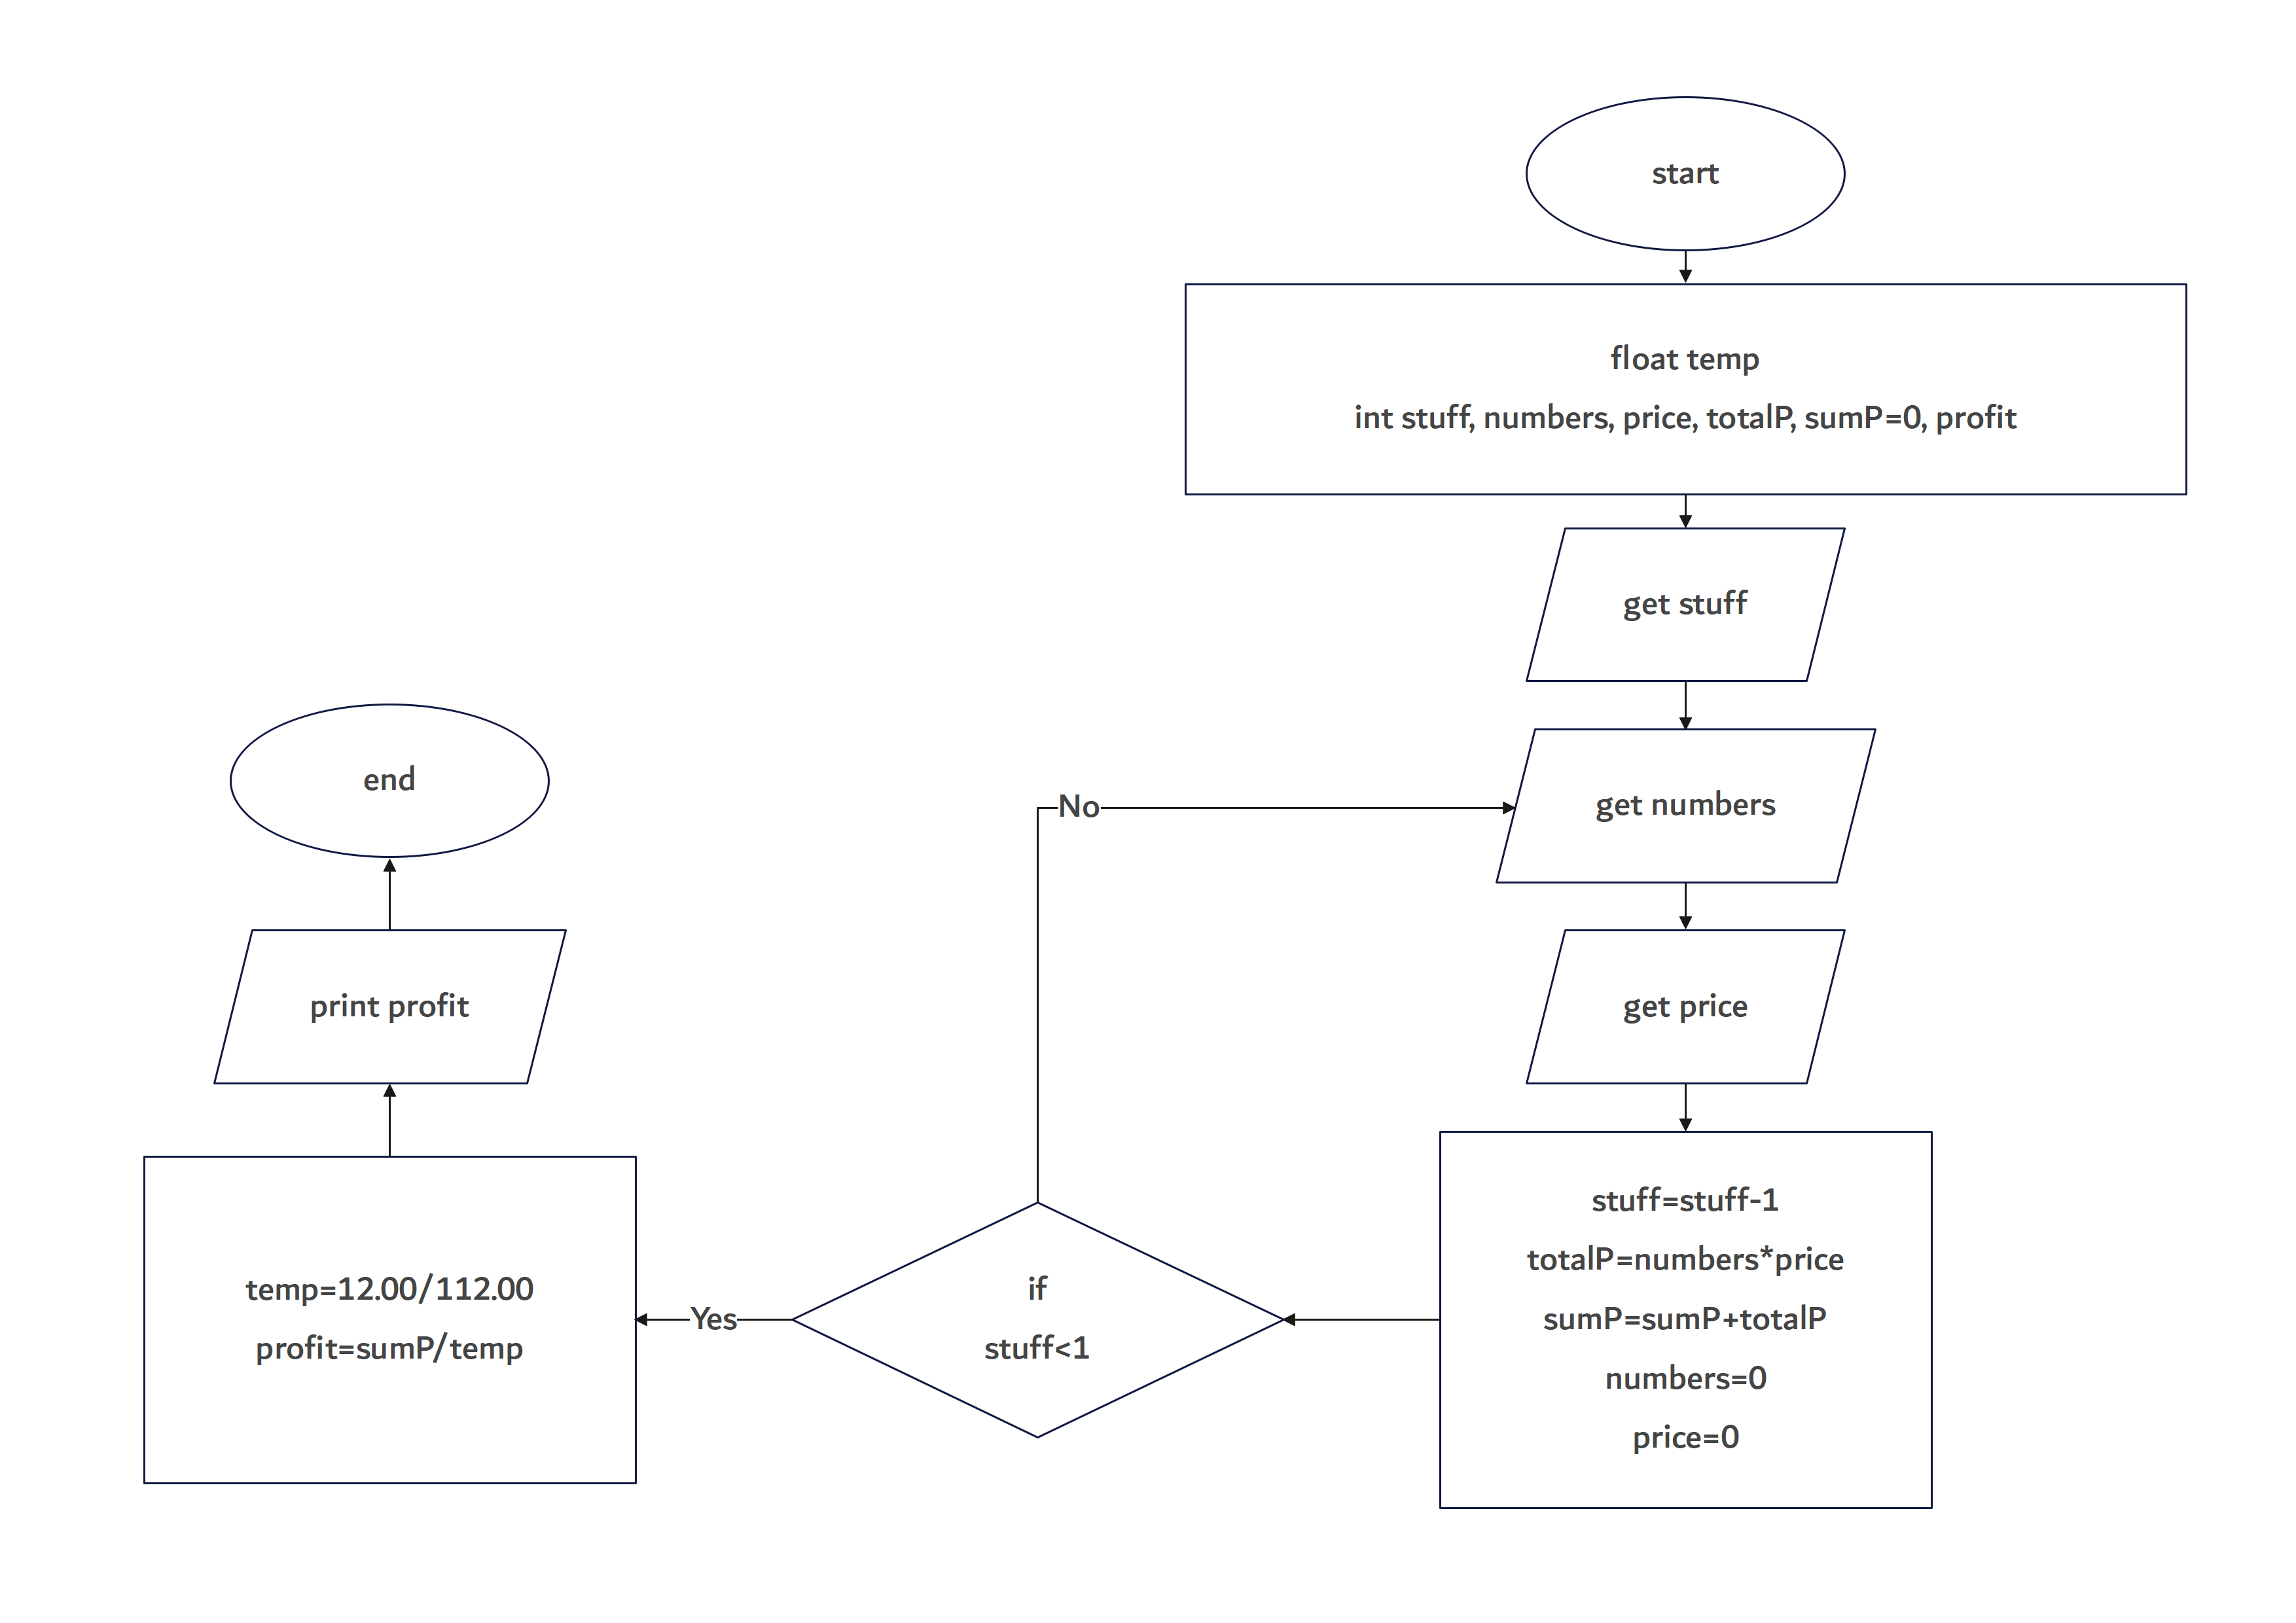 start
float temp
int stuff, numbers, price, totalP, sumP=0, profit
get stuff
get numbers
get price
stuff=stuff-1
totalP=numbers*price
sumP=sumP+totalP
numbers=0
price=0
if
stuff<1
No
Yes
temp=12.00/112.00
profit=sumP/temp
print profit
end